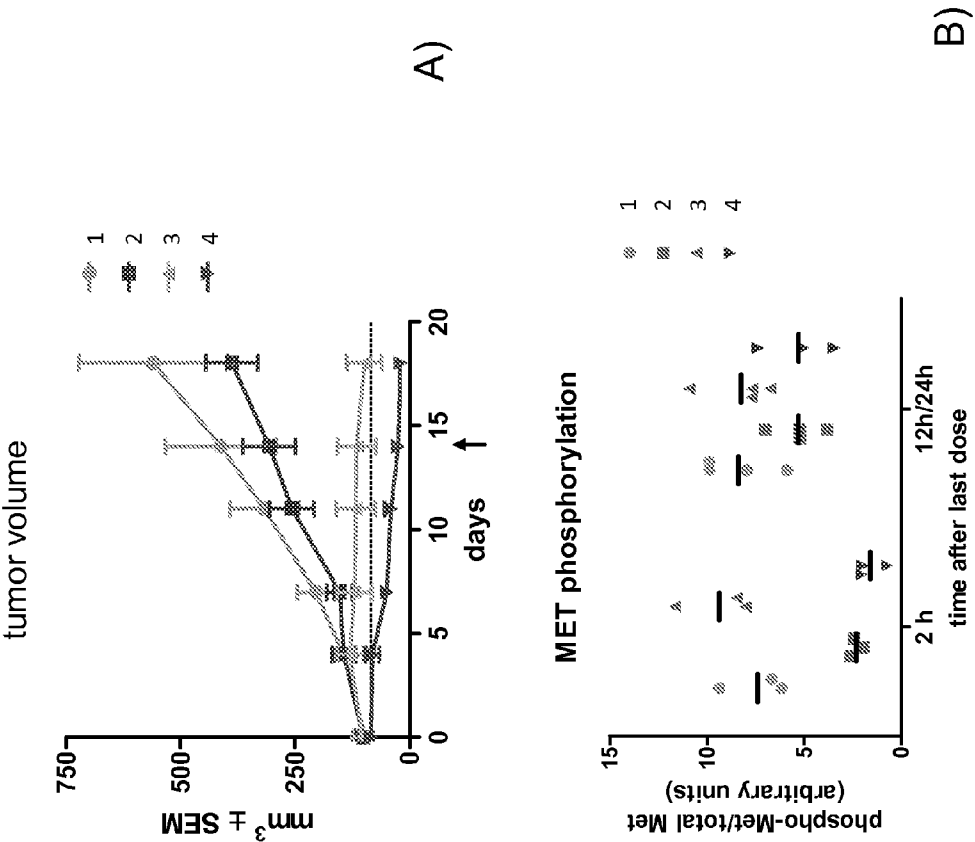 tumor volume
750
500
250
0
mm³ ± SEM
0
5
10
15
20
days
1
2
3
4
A)
MET phosphorylation
15
10
5
0
phospho-Met/total Met
(arbitrary units)
2 h
12h/24h
time after last dose
1
2
3
4
B)